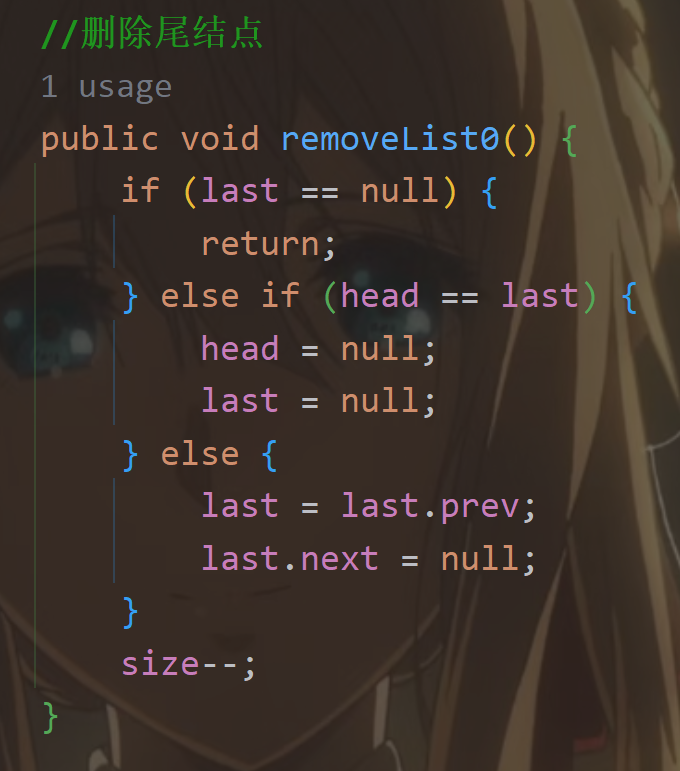 //删除尾结点
1 usage
public void removeList0() {
    if (last == null) {
        return;
    } else if (head == last) {
        head = null;
        last = null;
    } else {
        last = last.prev;
        last.next = null;
    }
    size--;
}